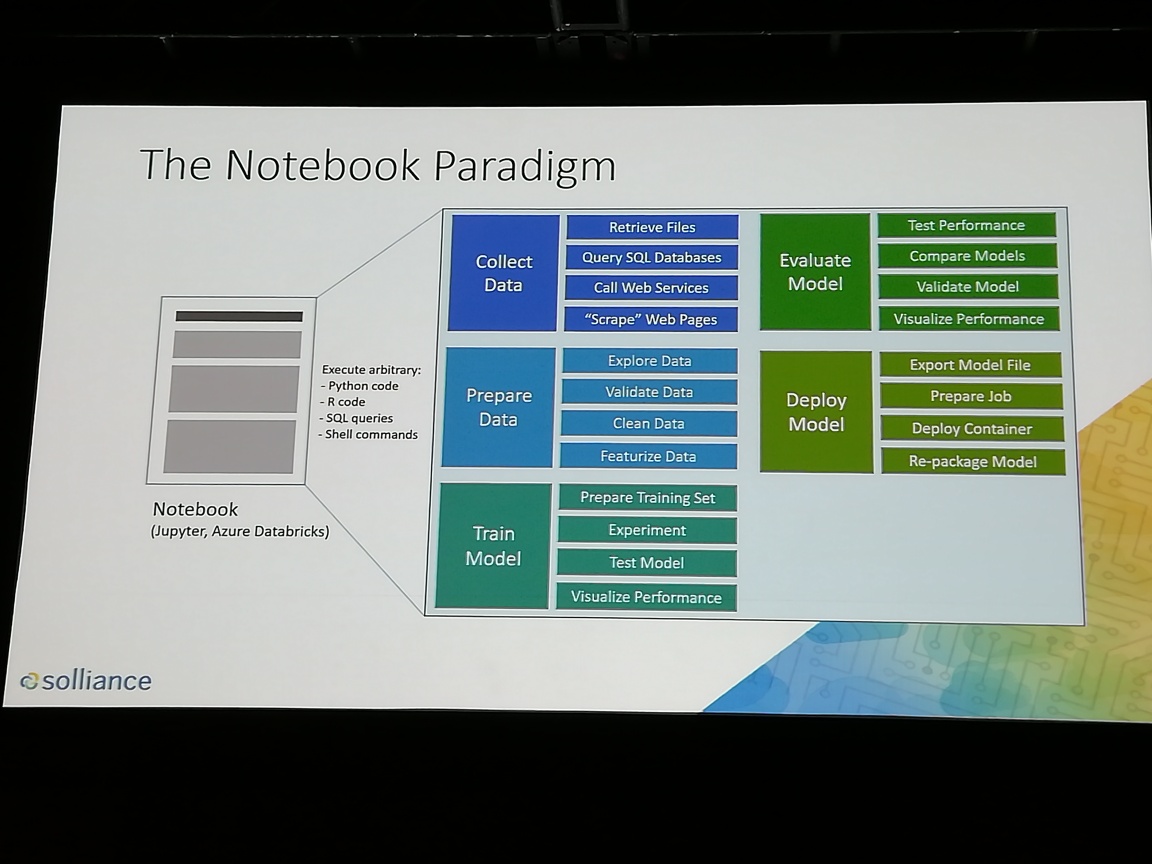 The Notebook Paradigm
Execute arbitrary:
- Python code
- R code
- SQL queries
- Shell commands
Notebook
(Jupyter, Azure Databricks)
Collect
Data
Retrieve Files
Query SQL Databases
Call Web Services
“Scrape” Web Pages
Prepare
Data
Explore Data
Validate Data
Clean Data
Featurize Data
Train
Model
Prepare Training Set
Experiment
Test Model
Visualize Performance
Evaluate
Model
Test Performance
Compare Models
Validate Model
Visualize Performance
Deploy
Model
Export Model File
Prepare Job
Deploy Container
Re-package Model
solliance